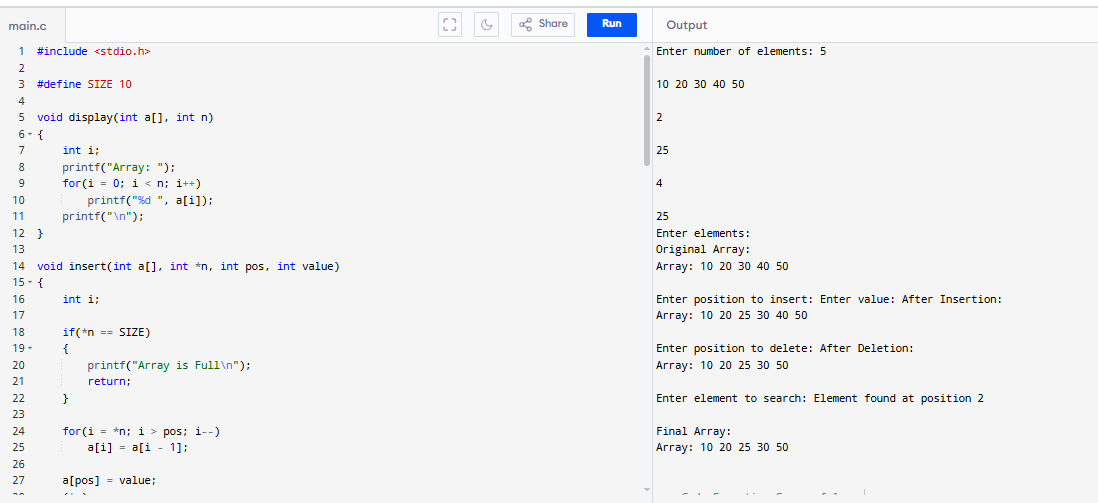 main.c
Share
Run
Output
1 #include <stdio.h>
2
3 #define SIZE 10
4
5 void display(int a[], int n)
6 {
7 int i;
8 printf("Array: ");
9 for(i = 0; i < n; i++)
10 printf("%d ", a[i]);
11 printf("\n");
12 }
13
14 void insert(int a[], int *n, int pos, int value)
15 {
16 int i;
17
18 if(*n == SIZE)
19 {
20 printf("Array is Full\n");
21 return;
22 }
23
24 for(i = *n; i > pos; i--)
25 a[i] = a[i - 1];
26
27 a[pos] = value;
Enter number of elements: 5
10 20 30 40 50
2
25
4
25
Enter elements:
Original Array:
Array: 10 20 30 40 50
Enter position to insert: Enter value: After Insertion:
Array: 10 20 25 30 40 50
Enter position to delete: After Deletion:
Array: 10 20 25 30 50
Enter element to search: Element found at position 2
Final Array:
Array: 10 20 25 30 50